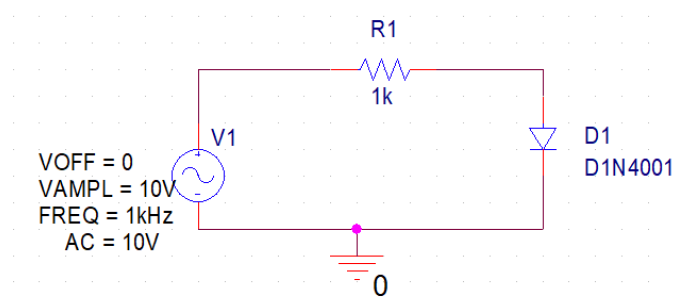 R1
1k
V1
VOFF = 0
VAMPL = 10V
FREQ = 1kHz
AC = 10V
D1
D1N4001
0